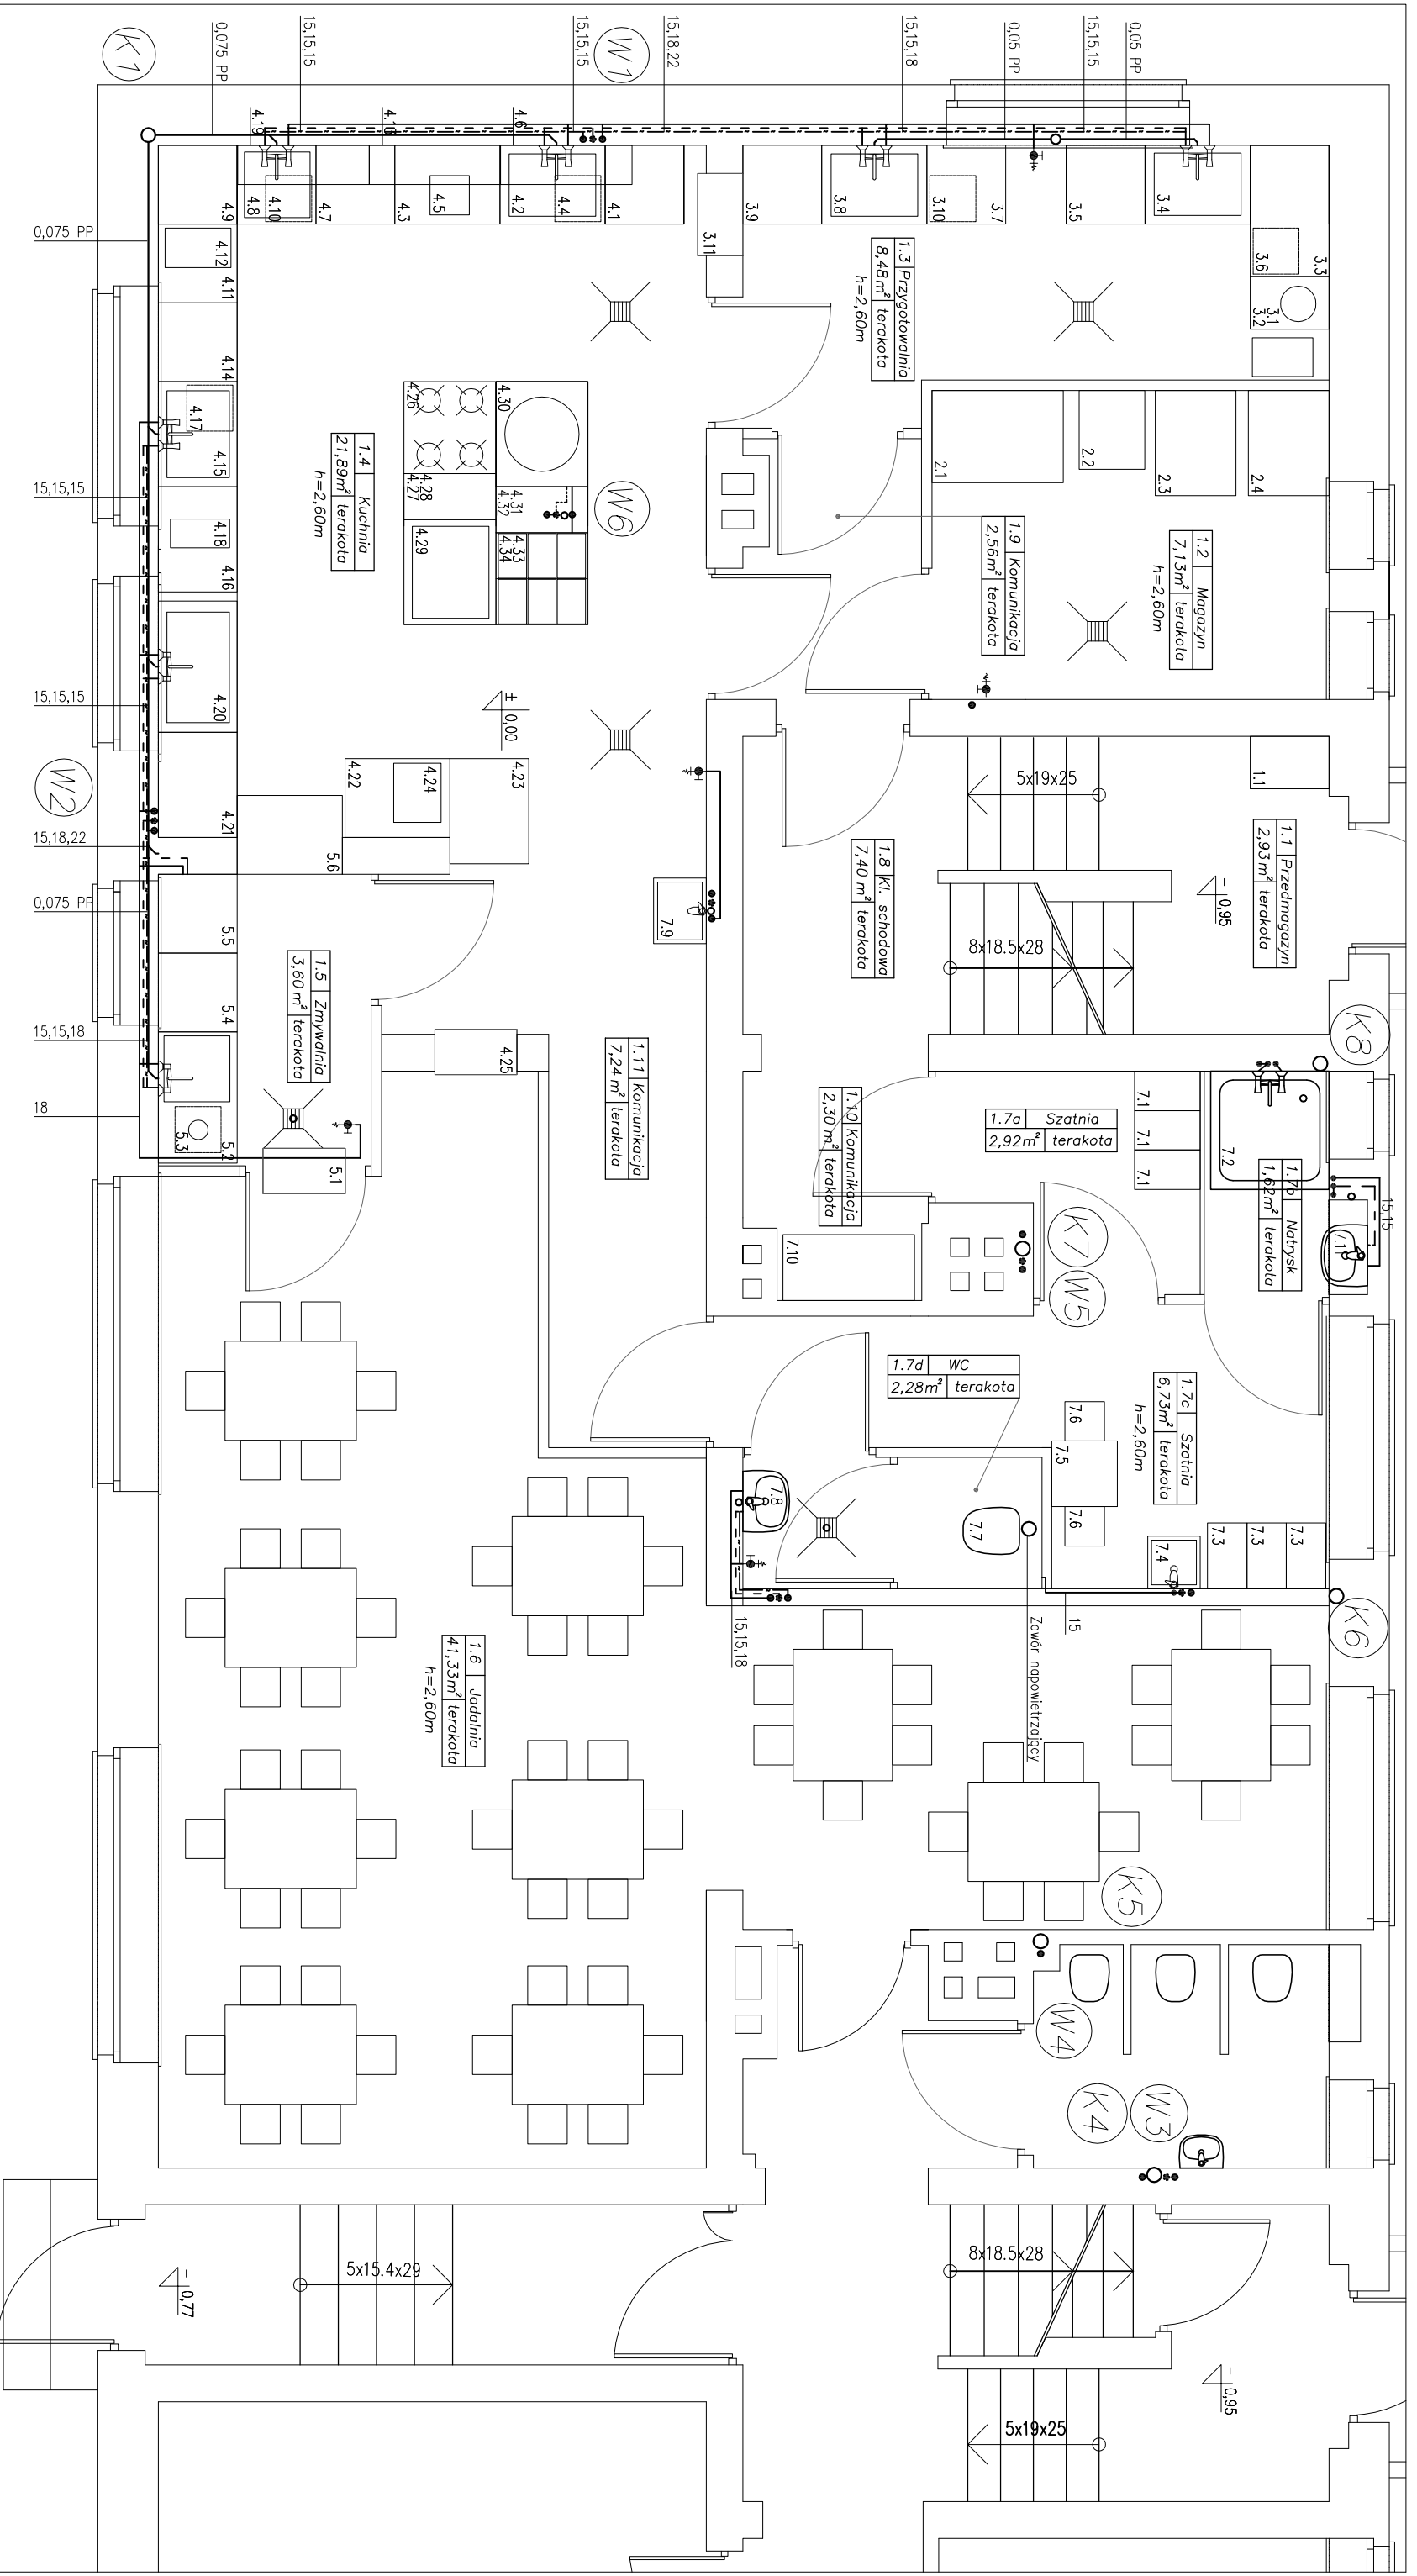 K1
0,075 PP
15,15,15
15,15,15
W1
15,18,22
15,15,18
0,05 PP
15,15,15
0,05 PP
4.19
4.13
4.6
4.9
4.8
4.10
4.7
4.3
4.5
4.2
4.4
4.1
3.11
3.9
3.8
3.10
3.7
3.5
3.4
3.6
3.3
3.1
3.2
0,075 PP
4.12
4.11
4.14
4.17
4.15
15,15,15
4.18
4.16
15,15,15
4.20
W2
4.21
15,18,22
0,075 PP
15,15,18
18
1.3 Przygotowalnia
8,48m² terakota
h=2,60m
4.26
4.30
4.28
4.27
4.31
4.32
4.29
4.33
4.34
W6
1.4 Kuchnia
21,89m² terakota
h=2,60m
2.1
2.2
2.3
2.4
1.9 Komunikacja
2,56m² terakota
1.2 Magazyn
7,13m² terakota
h=2,60m
± 0,00
4.22
4.24
4.23
5.6
5.5
5.4
5.2
5.3
5.1
1.5 Zmywalnia
3,60m² terakota
4.25
7.9
5x19x25
1.1
1.8 Kl. schodowa
7,40 m² terakota
1.1 Przedmagazyn
2,93m² terakota
- 0,95
8x18.5x28
K8
1.11 Komunikacja
7,24 m² terakota
1.10 Komunikacja
2,30 m² terakota
1.7a Szatnia
2,92m² terakota
7.1
7.1
7.1
7.2
1.7b Natrysk
1,62m² terakota
15,15
7.11
7.10
K7
W5
1.7d WC
2,28m² terakota
1.7c Szatnia
6,73m² terakota
h=2,60m
7.6
7.5
7.6
7.7
7.8
7.4
7.3
7.3
7.3
K6
15,15,18
15
Zawór napowietrzający
1.6 Jadalnia
41,33m² terakota
h=2,60m
K5
W4
K4
W3
5x15.4x29
- 0,77
8x18.5x28
- 0,95
5x19x25